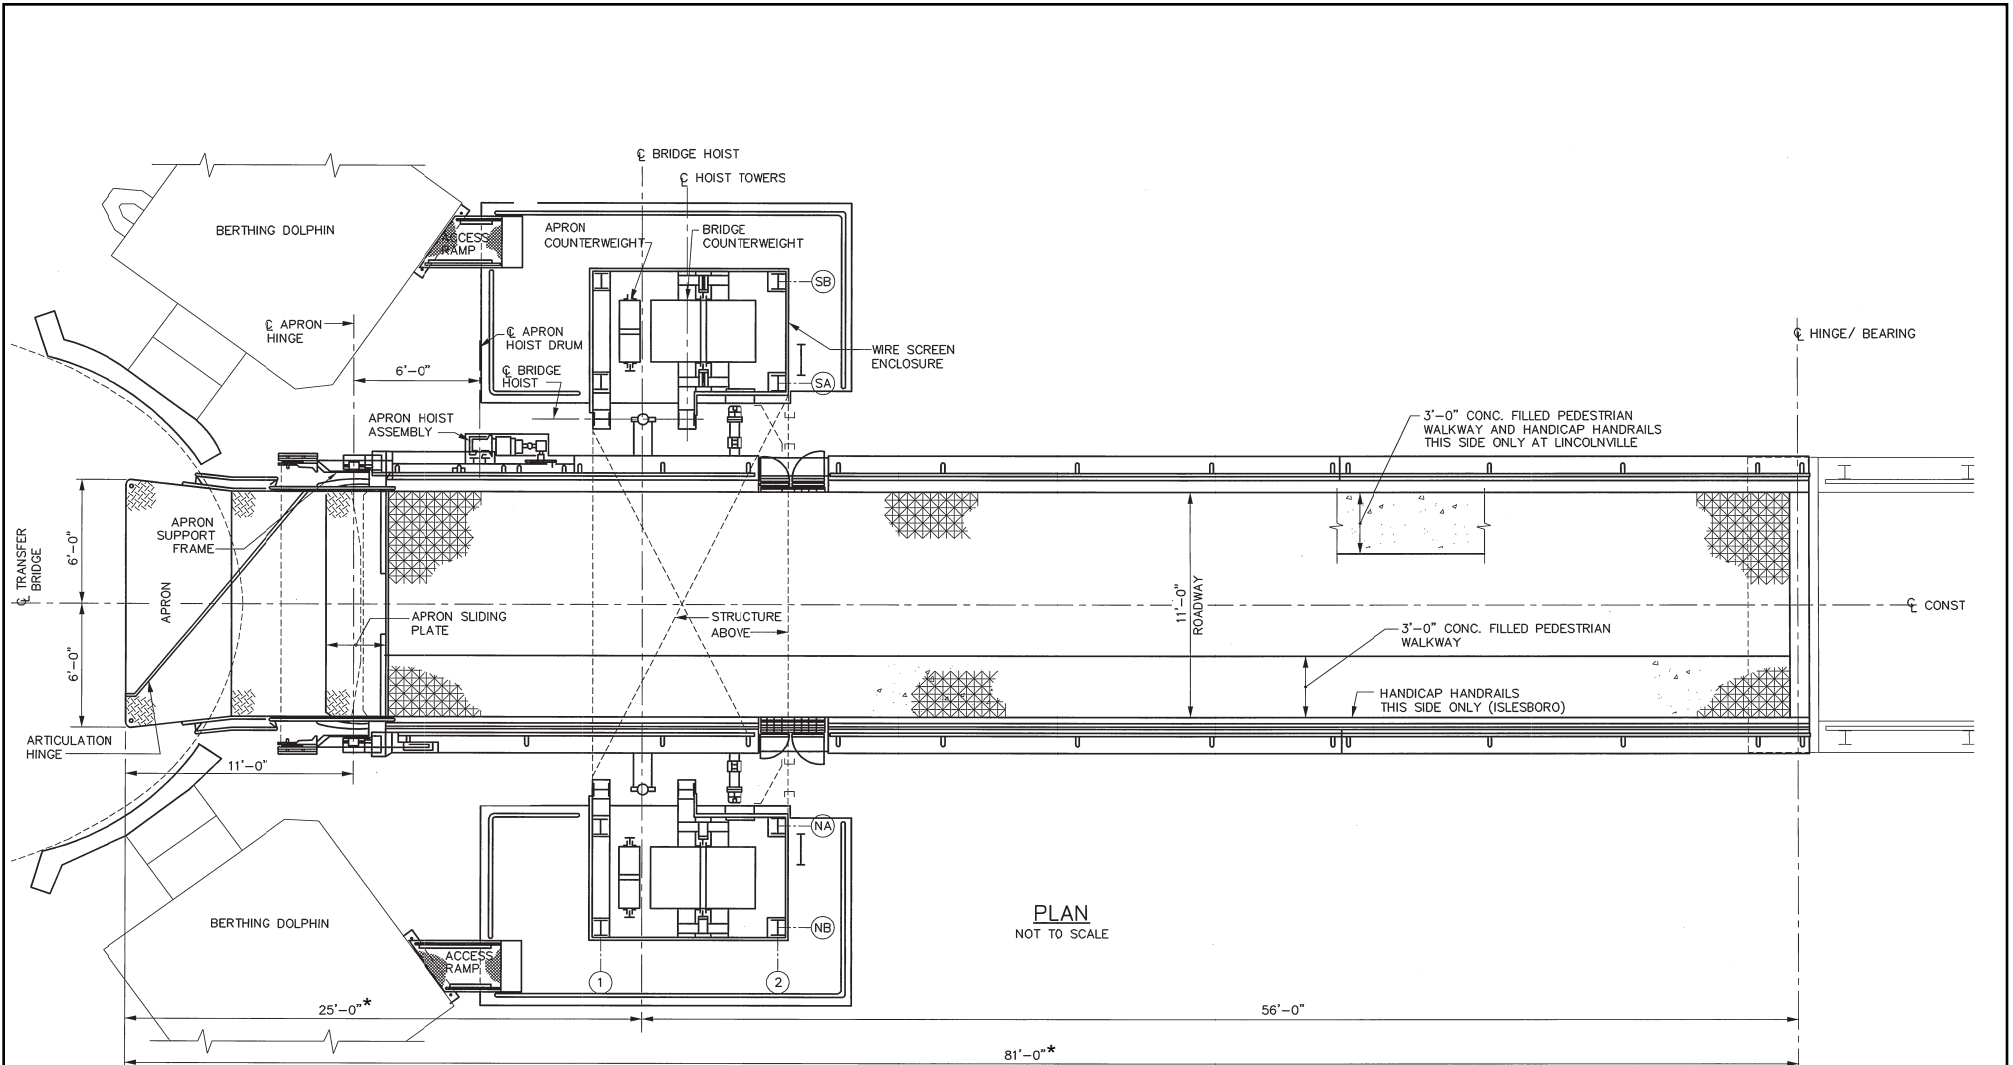 ℄ BRIDGE HOIST
℄ HOIST TOWERS
BERTHING DOLPHIN
ACCESS
RAMP
APRON
COUNTERWEIGHT
BRIDGE
COUNTERWEIGHT
SB
℄ APRON
HINGE
℄ APRON
HOIST DRUM
℄ HINGE/ BEARING
WIRE SCREEN
ENCLOSURE
6'-0"
℄ BRIDGE
HOIST
SA
APRON HOIST
ASSEMBLY
3'-0" CONC. FILLED PEDESTRIAN
WALKWAY AND HANDICAP HANDRAILS
THIS SIDE ONLY AT LINCOLNVILLE
APRON
SUPPORT
FRAME
℄ TRANSFER
BRIDGE
6'-0"
APRON
11'-0"
ROADWAY
℄ CONST
APRON SLIDING
PLATE
STRUCTURE
ABOVE
3'-0" CONC. FILLED PEDESTRIAN
WALKWAY
6'-0"
HANDICAP HANDRAILS
THIS SIDE ONLY (ISLESBORO)
ARTICULATION
HINGE
11'-0"
NA
BERTHING DOLPHIN
PLAN
NOT TO SCALE
NB
ACCESS
RAMP
1
2
25'-0"*
56'-0"
81'-0"*